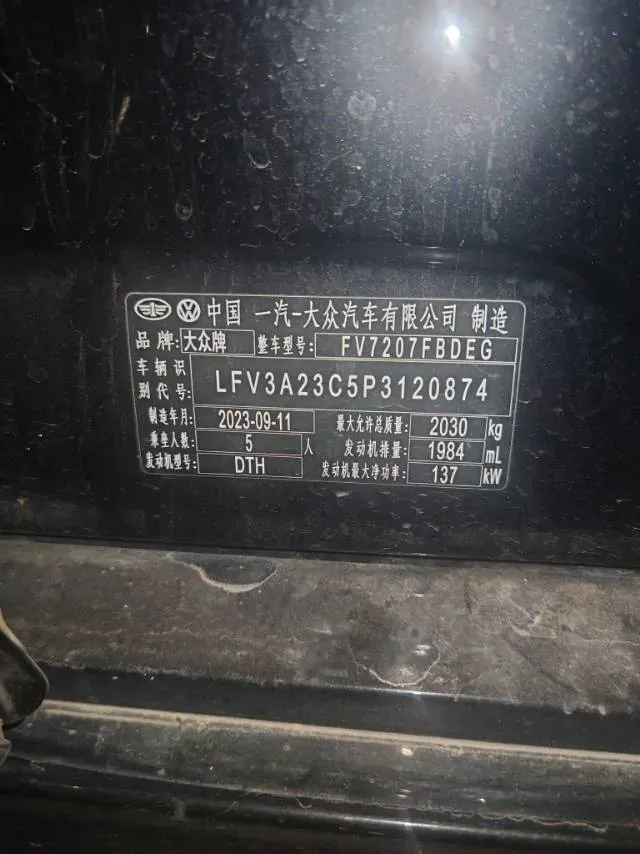 中国 一汽-大众汽车有限公司 制造
品 牌: 大众牌 整车型号: FV7207FBDEG
车 辆 识
别 代 号: LFV3A23C5P3120874
制造年月: 2023-09-11 最大允许总质量: 2030 kg
乘座人数: 5 人 发动机排量: 1984 mL
发动机型号: DTH 发动机最大净功率: 137 kW